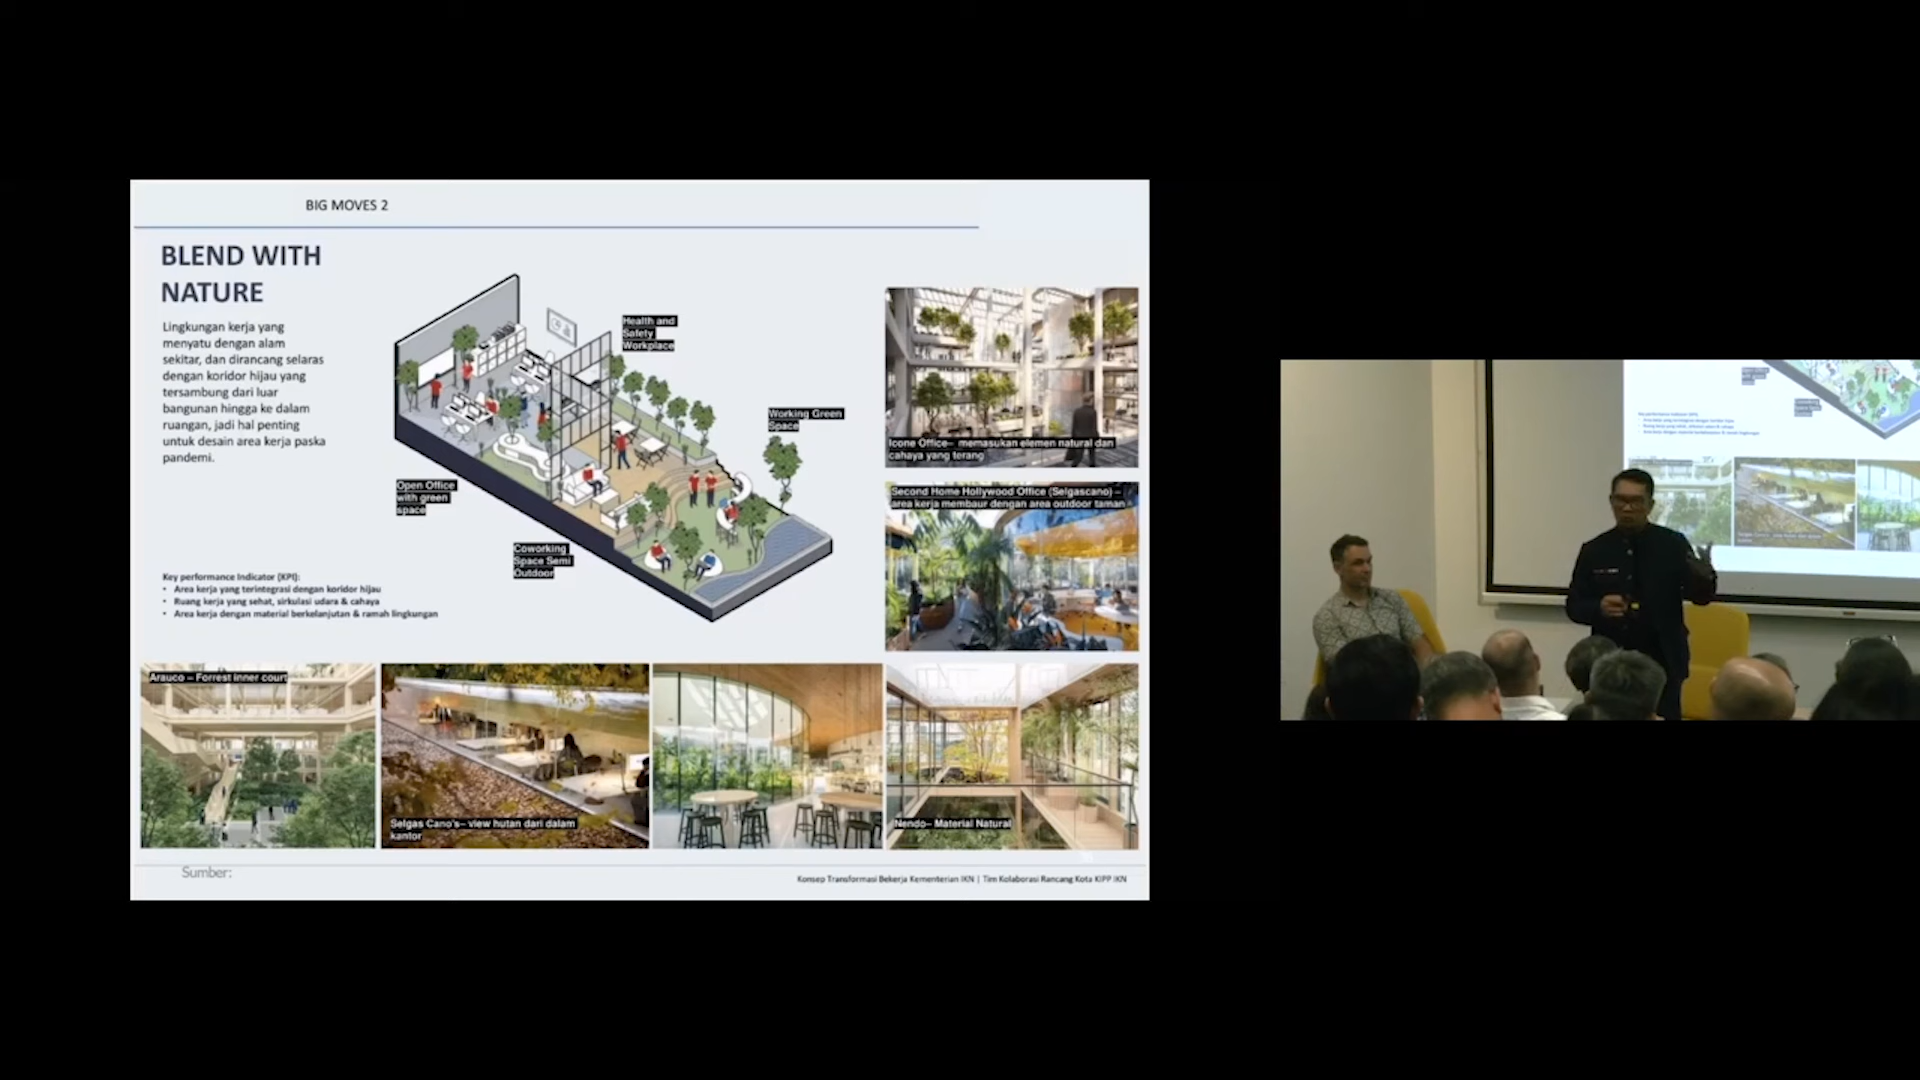 BIG MOVES 2
BLEND WITH
NATURE
Lingkungan kerja yang
menyatu dengan alam
sekitar, dan dirancang selaras
dengan koridor hijau yang
tersambung dari luar
bangunan hingga ke dalam
ruangan, jadi hal penting
untuk desain area kerja paska
pandemi.
Health and
Safety
Workplace
Working Green
Space
Open Office
with green
space
Coworking
Space Semi
Outdoor
Key performance Indicator (KPI):
• Area kerja yang terintegrasi dengan koridor hijau
• Ruang kerja yang sehat, sirkulasi udara & cahaya
• Area kerja dengan material berkelanjutan & ramah lingkungan
Icone Office– memasukan elemen natural dan
cahaya yang terang
Second Home Hollywood Office (Selgascano) –
area kerja membaur dengan area outdoor taman
Arauco – Forrest inner court
Selgas Cano's– view hutan dari dalam
kantor
Nendo– Material Natural
Sumber:
Konsep Transformasi Bekerja Kementerian IKN | Tim Kolaborasi Rancang Kota KIPP IKN